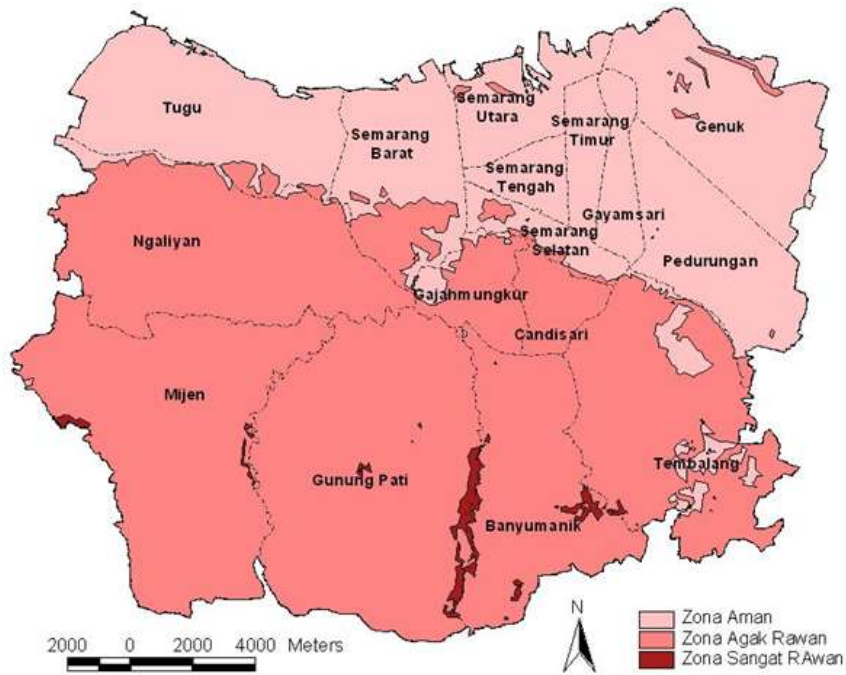 Tugu
Semarang
Barat
Semarang
Utara
Semarang
Timur
Genuk
Semarang
Tengah
Gayamsari
Semarang
Selatan
Pedurungan
Ngaliyan
Gajahmungkur
Candisari
Mijen
Gunung Pati
Banyumanik
Tembalang
2000 0 2000 4000 Meters
N
Zona Aman
Zona Agak Rawan
Zona Sangat RAwan